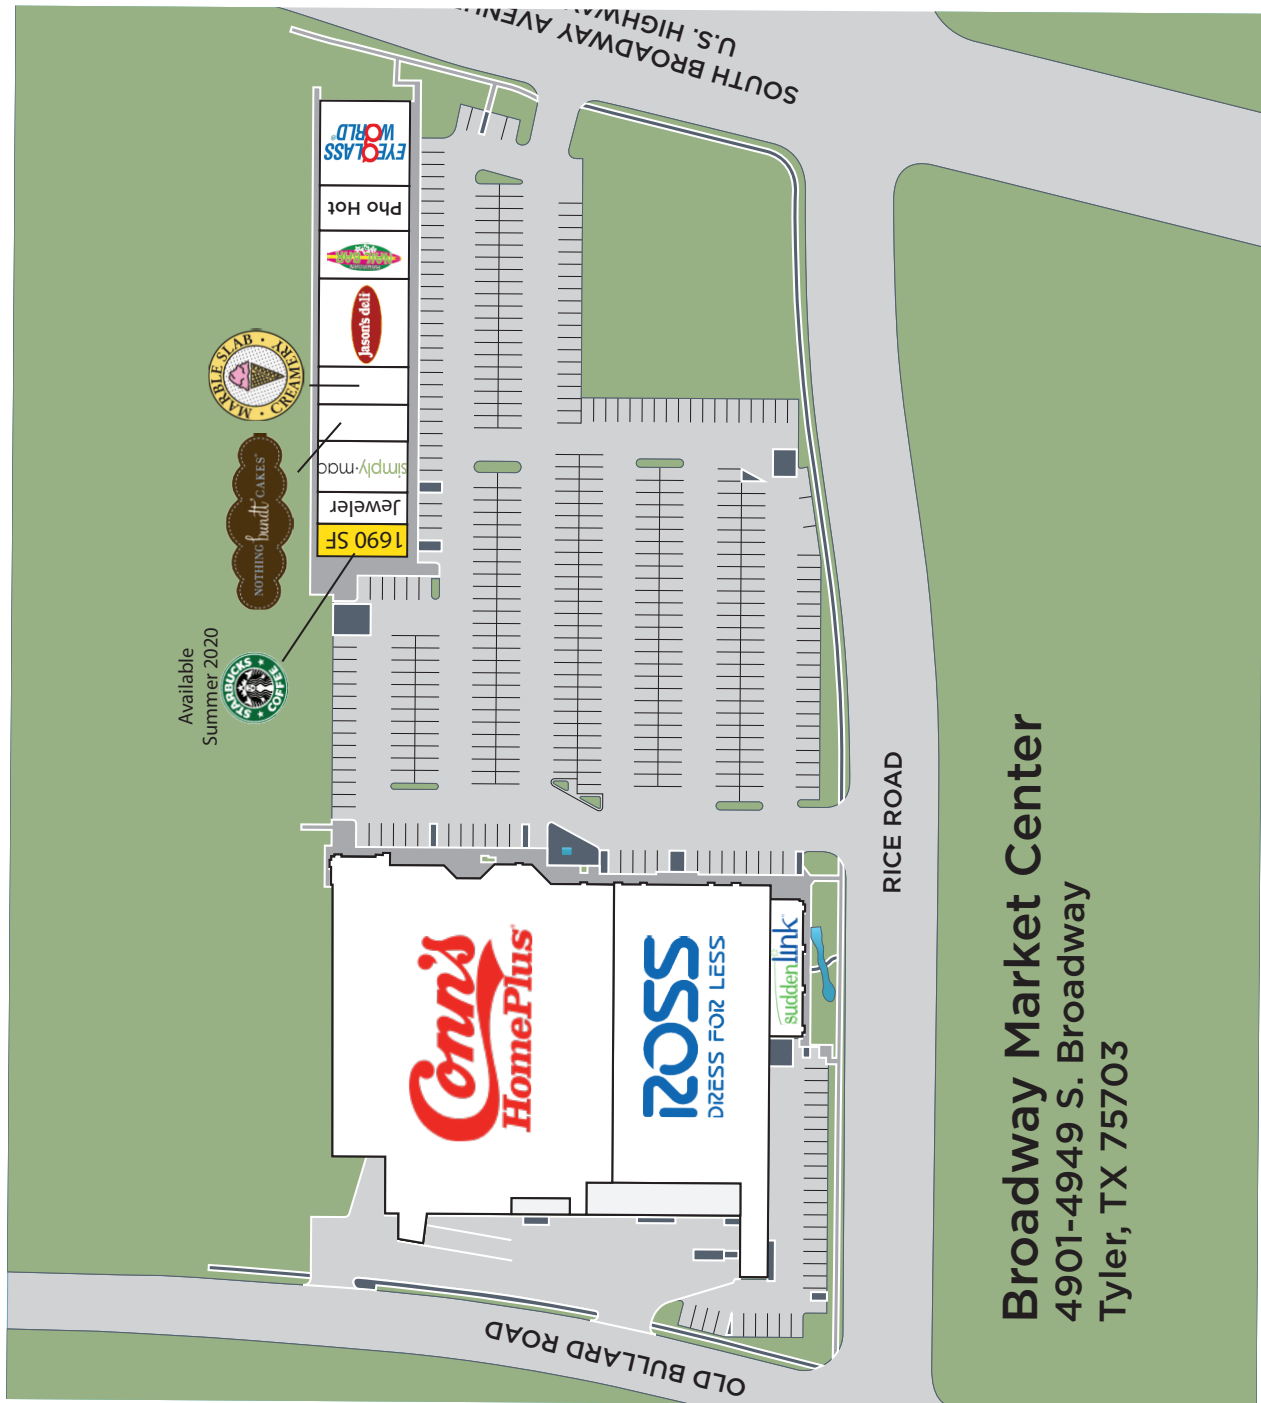 SOUTH BROADWAY AVENU
U.S. HIGHWAY
EYEGLASS
WORLD®
Pho Hot
Jason's deli
MARBLE SLAB
CREAMERY
NOTHING bundt CAKES®
simply·mac
Jeweler
1690 SF
Available
Summer 2020
STARBUCKS
COFFEE
Conn's
HomePlus®
ROSS
DRESS FOR LESS
suddenlink
RICE ROAD
OLD BULLARD ROAD
Broadway Market Center
4901-4949 S. Broadway
Tyler, TX 75703